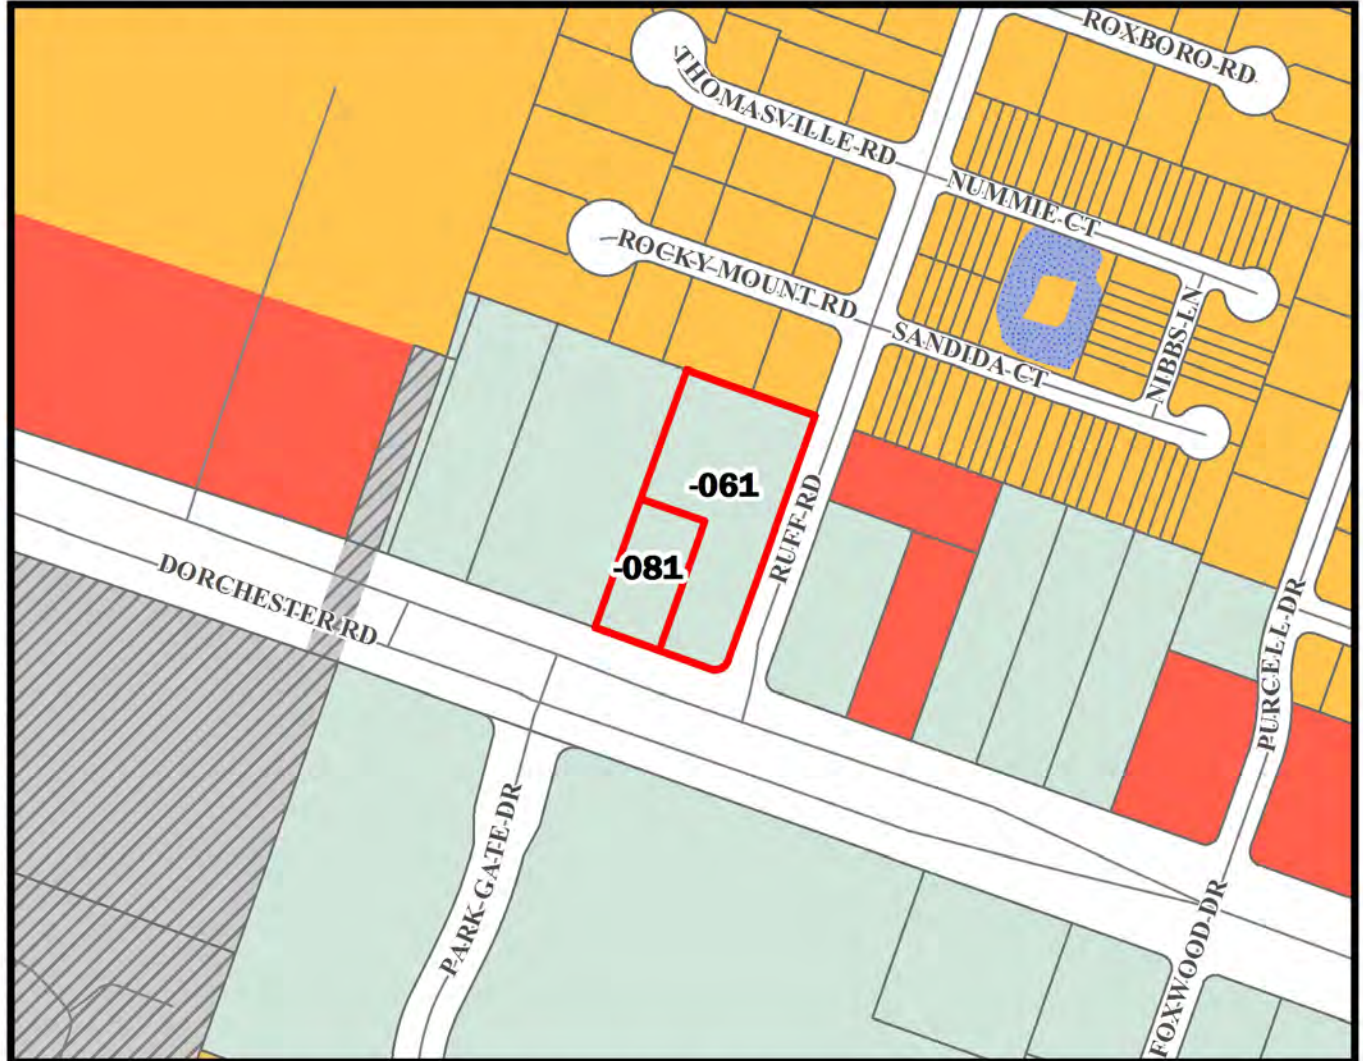 ROXBORO-RD
THOMASVILLE-RD
NUMMIE-CT
ROCKY-MOUNT-RD
NIBBS-LN
SANDIDA-CT
-061
RUFF-RD
-081
DORCHESTER-RD
PURCELL-DR
PARK-GATE-DR
FOXWOOD-DR